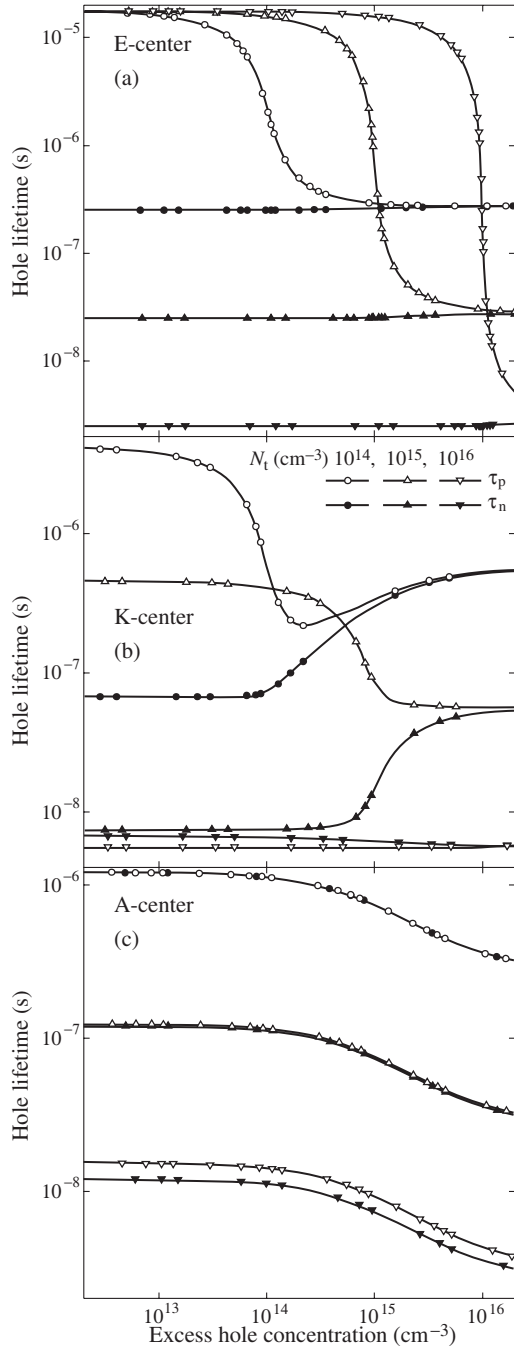 10⁻⁵
E-center
(a)
10⁻⁶
Hole lifetime (s)
10⁻⁷
10⁻⁸
Nₜ (cm⁻³) 10¹⁴, 10¹⁵, 10¹⁶
τₚ
τₙ
10⁻⁶
K-center
(b)
Hole lifetime (s)
10⁻⁷
10⁻⁸
10⁻⁶
A-center
(c)
10⁻⁷
Hole lifetime (s)
10⁻⁸
10¹³ 10¹⁴ 10¹⁵ 10¹⁶
Excess hole concentration (cm⁻³)